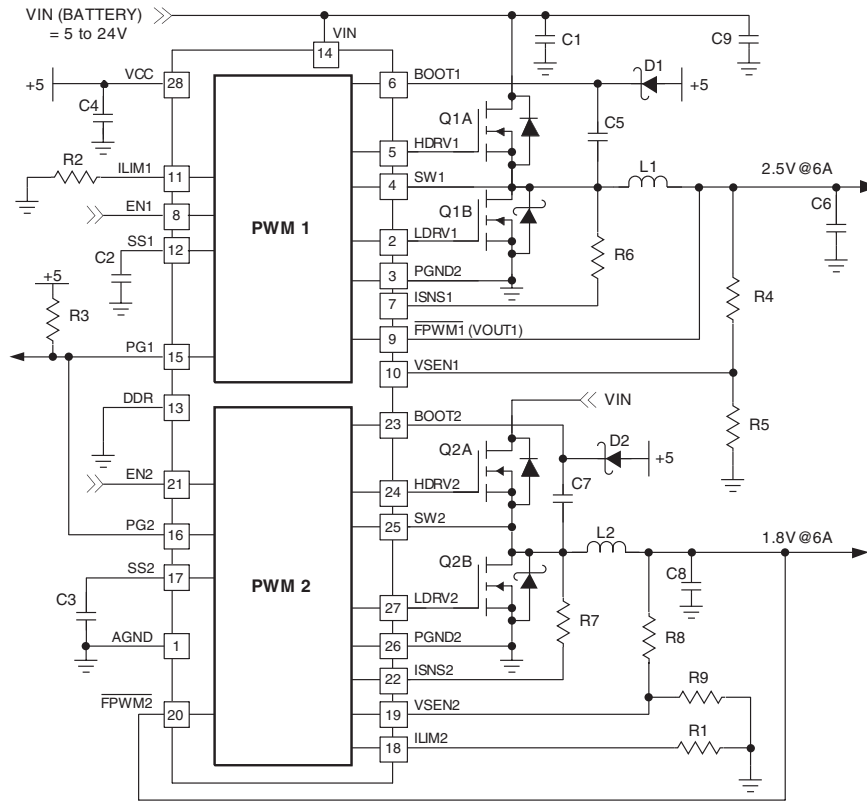 VIN (BATTERY)
= 5 to 24V
VIN
14
C1
C9
+5
VCC
28
C4
6
BOOT1
D1
+5
Q1A
C5
R2
ILIM1
11
5
HDRV1
4
SW1
L1
2.5V@6A
EN1
8
PWM 1
Q1B
C6
SS1
12
2
LDRV1
C2
3
PGND2
R6
7
ISNS1
+5
R3
R4
9
FPWM1 (VOUT1)
PG1
15
10
VSEN1
DDR
13
VIN
23
BOOT2
R5
D2
+5
Q2A
EN2
21
C7
24
HDRV2
PG2
16
25
SW2
L2
1.8V@6A
SS2
17
PWM 2
Q2B
C8
C3
27
LDRV2
R7
R8
AGND
1
26
PGND2
22
ISNS2
R9
FPWM2
20
19
VSEN2
R1
18
ILIM2